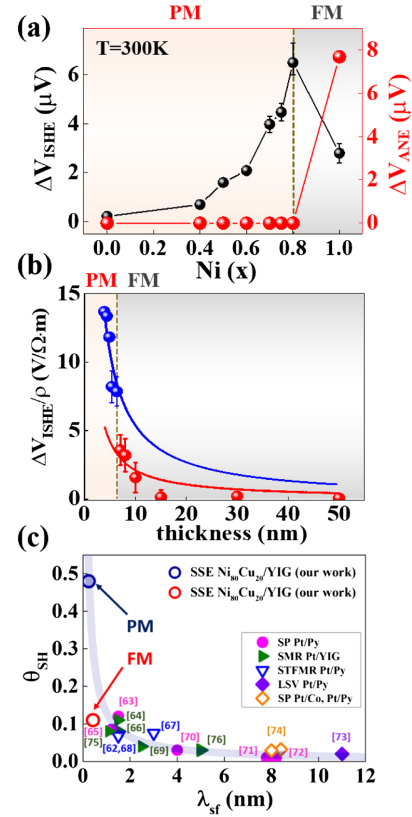 (a)
PM
FM
T=300K
ΔV_ISHE (μV)
ΔV_ANE (μV)
6
4
2
0
8
6
4
2
0
0.0 0.2 0.4 0.6 0.8 1.0
Ni (x)
(b)
PM FM
ΔV_ISHE/ρ (V/Ω·m)
15
10
5
0
0 10 20 30 40 50
thickness (nm)
(c)
θ_SH
0.5
0.4
0.3
0.2
0.1
0.0
SSE Ni80Cu20/YIG (our work)
SSE Ni80Cu20/YIG (our work)
PM
FM
SP Pt/Py
SMR Pt/YIG
STFMR Pt/Py
LSV Pt/Py
SP Pt/Co, Pt/Py
[63]
[64]
[65]
[66]
[67]
[74]
[75]
[62,68]
[69]
[70]
[76]
[71]
[72]
[73]
0 2 4 6 8 10 12
λ_sf (nm)